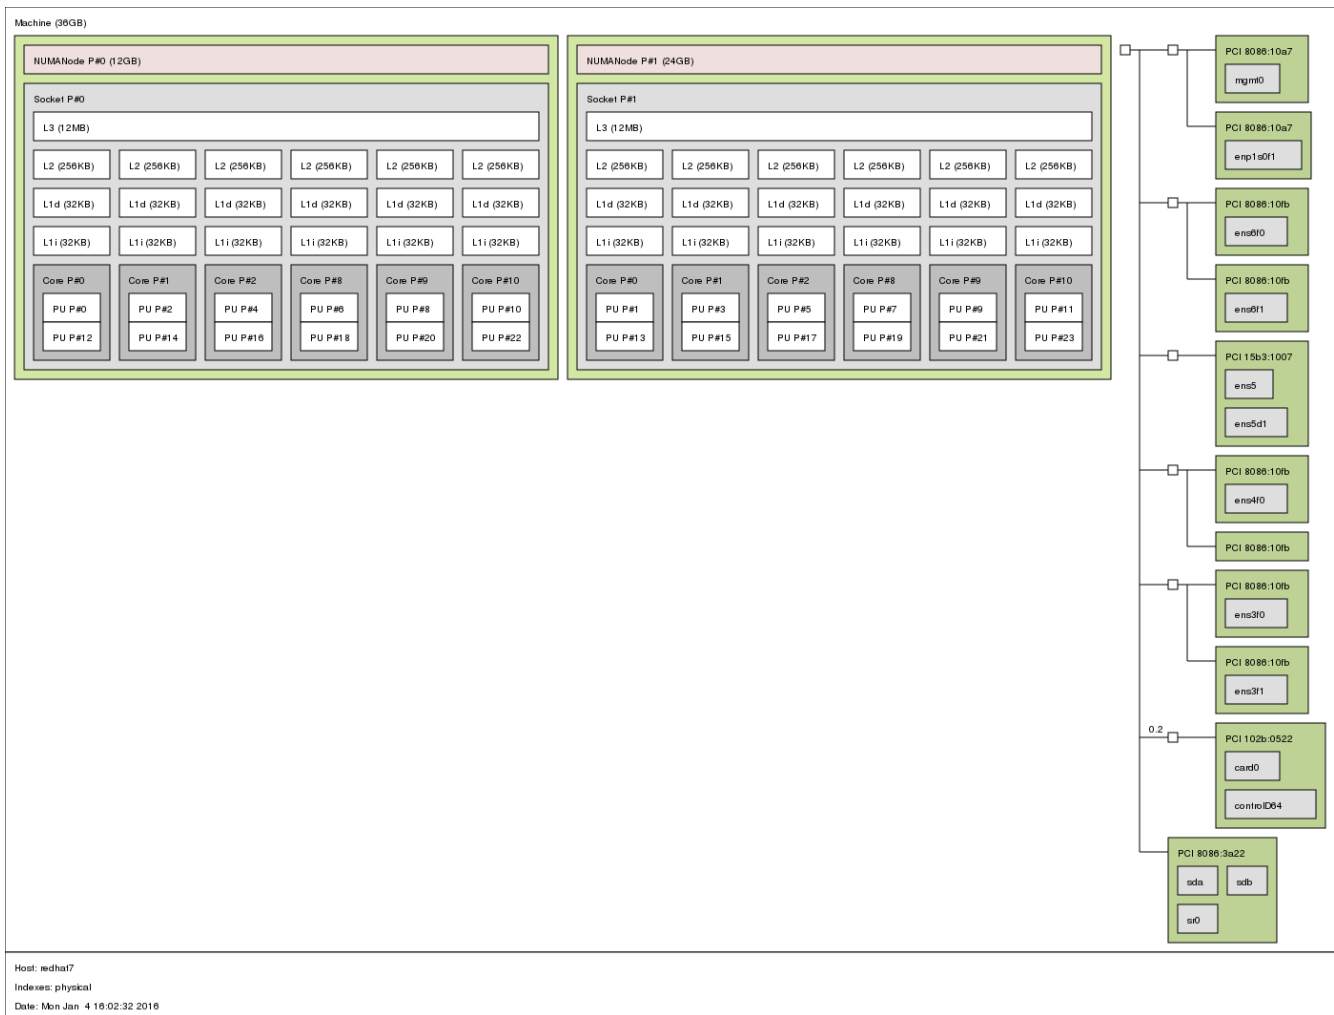 Machine (36GB)
NUMANode P#0 (12GB)
Socket P#0
L3 (12MB)
L2 (256KB) L2 (256KB) L2 (256KB) L2 (256KB) L2 (256KB) L2 (256KB)
L1d (32KB) L1d (32KB) L1d (32KB) L1d (32KB) L1d (32KB) L1d (32KB)
L1i (32KB) L1i (32KB) L1i (32KB) L1i (32KB) L1i (32KB) L1i (32KB)
Core P#0 Core P#1 Core P#2 Core P#8 Core P#9 Core P#10
PU P#0 PU P#2 PU P#4 PU P#6 PU P#8 PU P#10
PU P#12 PU P#14 PU P#16 PU P#18 PU P#20 PU P#22
NUMANode P#1 (24GB)
Socket P#1
L3 (12MB)
L2 (256KB) L2 (256KB) L2 (256KB) L2 (256KB) L2 (256KB) L2 (256KB)
L1d (32KB) L1d (32KB) L1d (32KB) L1d (32KB) L1d (32KB) L1d (32KB)
L1i (32KB) L1i (32KB) L1i (32KB) L1i (32KB) L1i (32KB) L1i (32KB)
Core P#0 Core P#1 Core P#2 Core P#8 Core P#9 Core P#10
PU P#1 PU P#3 PU P#5 PU P#7 PU P#9 PU P#11
PU P#13 PU P#15 PU P#17 PU P#19 PU P#21 PU P#23
PCI 8086:10a7
mgmt0
PCI 8086:10a7
enp1s0f1
PCI 8086:10fb
ens6f0
PCI 8086:10fb
ens6f1
PCI 15b3:1007
ens5
ens5d1
PCI 8086:10fb
ens4f0
PCI 8086:10fb
PCI 8086:10fb
ens3f0
PCI 8086:10fb
ens3f1
0.2
PCI 102b:0522
card0
controlD64
PCI 8086:3a22
sda sdb
sr0
Host: redhat7
Indexes: physical
Date: Mon Jan 4 16:02:32 2016